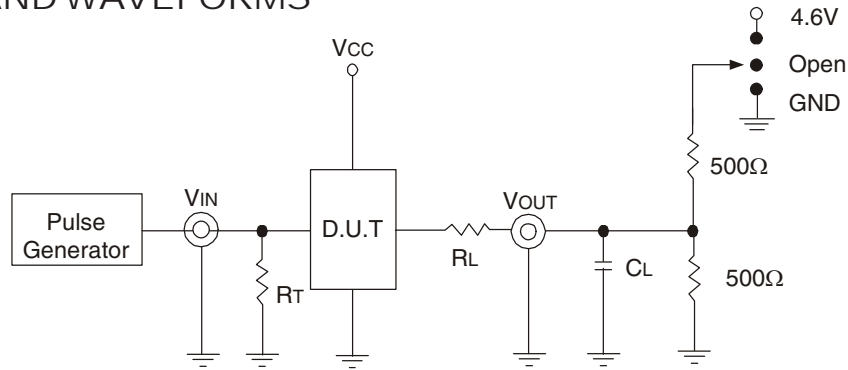 AND WAVEFORMS
4.6V
VCC
Open
GND
500Ω
VIN
VOUT
Pulse
Generator
D.U.T
RL
CL
RT
500Ω